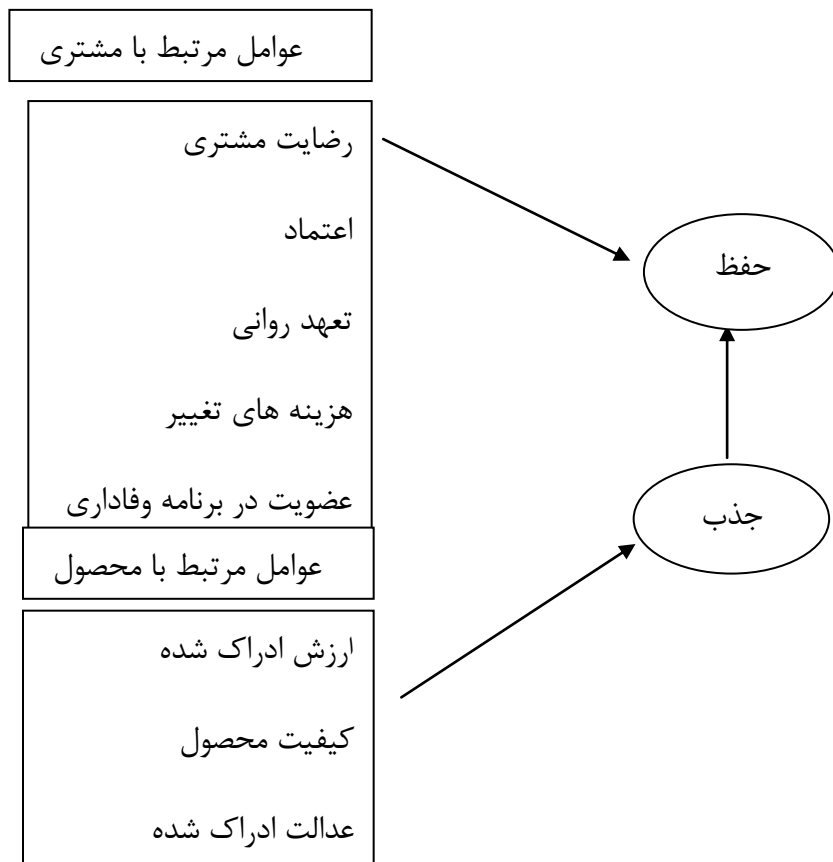 عوامل مرتبط با مشتری
رضایت مشتری
اعتماد
تعهد روانی
هزینه های تغییر
عضویت در برنامه وفاداری
حفظ
جذب
عوامل مرتبط با محصول
ارزش ادراک شده
کیفیت محصول
عدالت ادراک شده